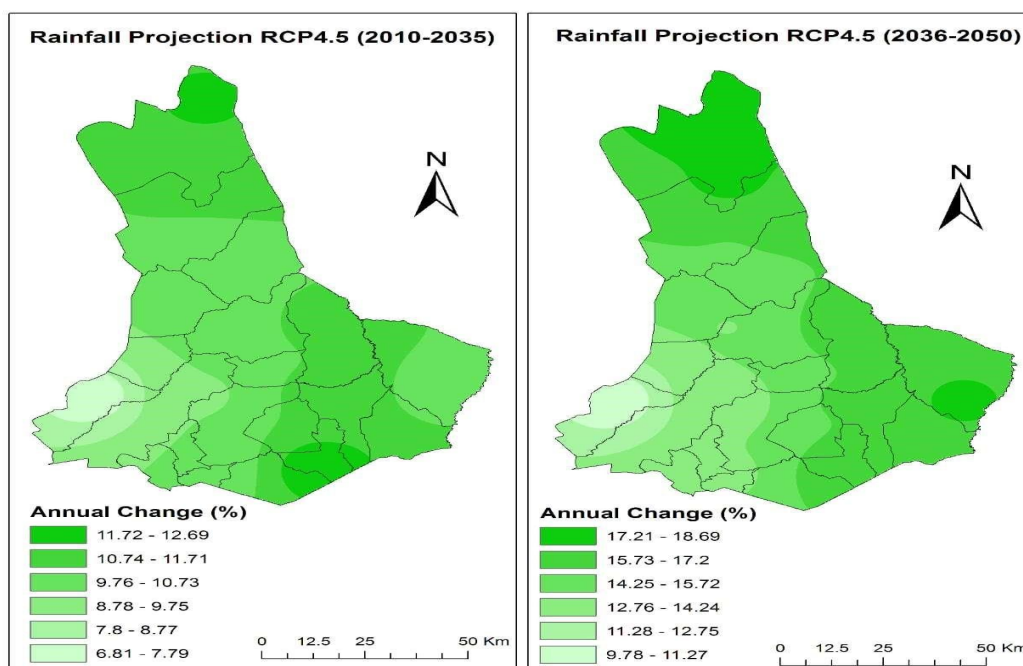 Rainfall Projection RCP4.5 (2010-2035)
N
Annual Change (%)
11.72 - 12.69
10.74 - 11.71
9.76 - 10.73
8.78 - 9.75
7.8 - 8.77
6.81 - 7.79
0 12.5 25 50 Km
Rainfall Projection RCP4.5 (2036-2050)
N
Annual Change (%)
17.21 - 18.69
15.73 - 17.2
14.25 - 15.72
12.76 - 14.24
11.28 - 12.75
9.78 - 11.27
0 12.5 25 50 Km